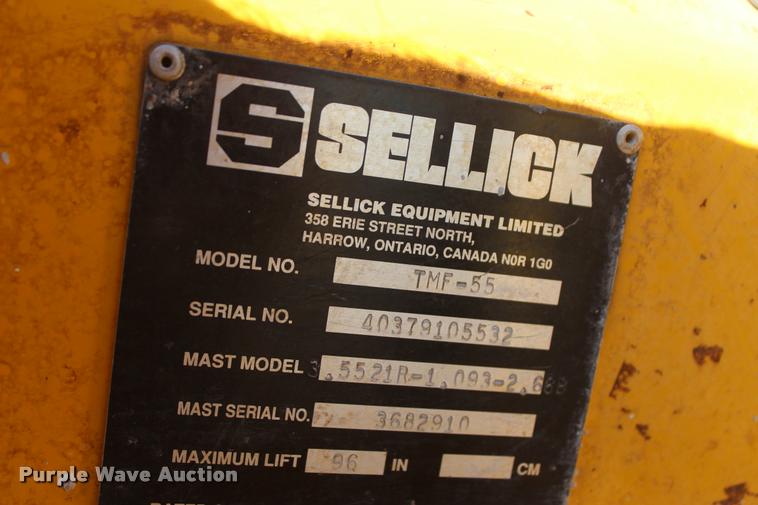 S SELLICK
SELLICK EQUIPMENT LIMITED
358 ERIE STREET NORTH,
HARROW, ONTARIO, CANADA N0R 1G0
MODEL NO. TMF-55
SERIAL NO. 40379105532
MAST MODEL 3.5521R-1,093-2,688
MAST SERIAL NO. 3682910
MAXIMUM LIFT 96 IN CM
Purple Wave Auction